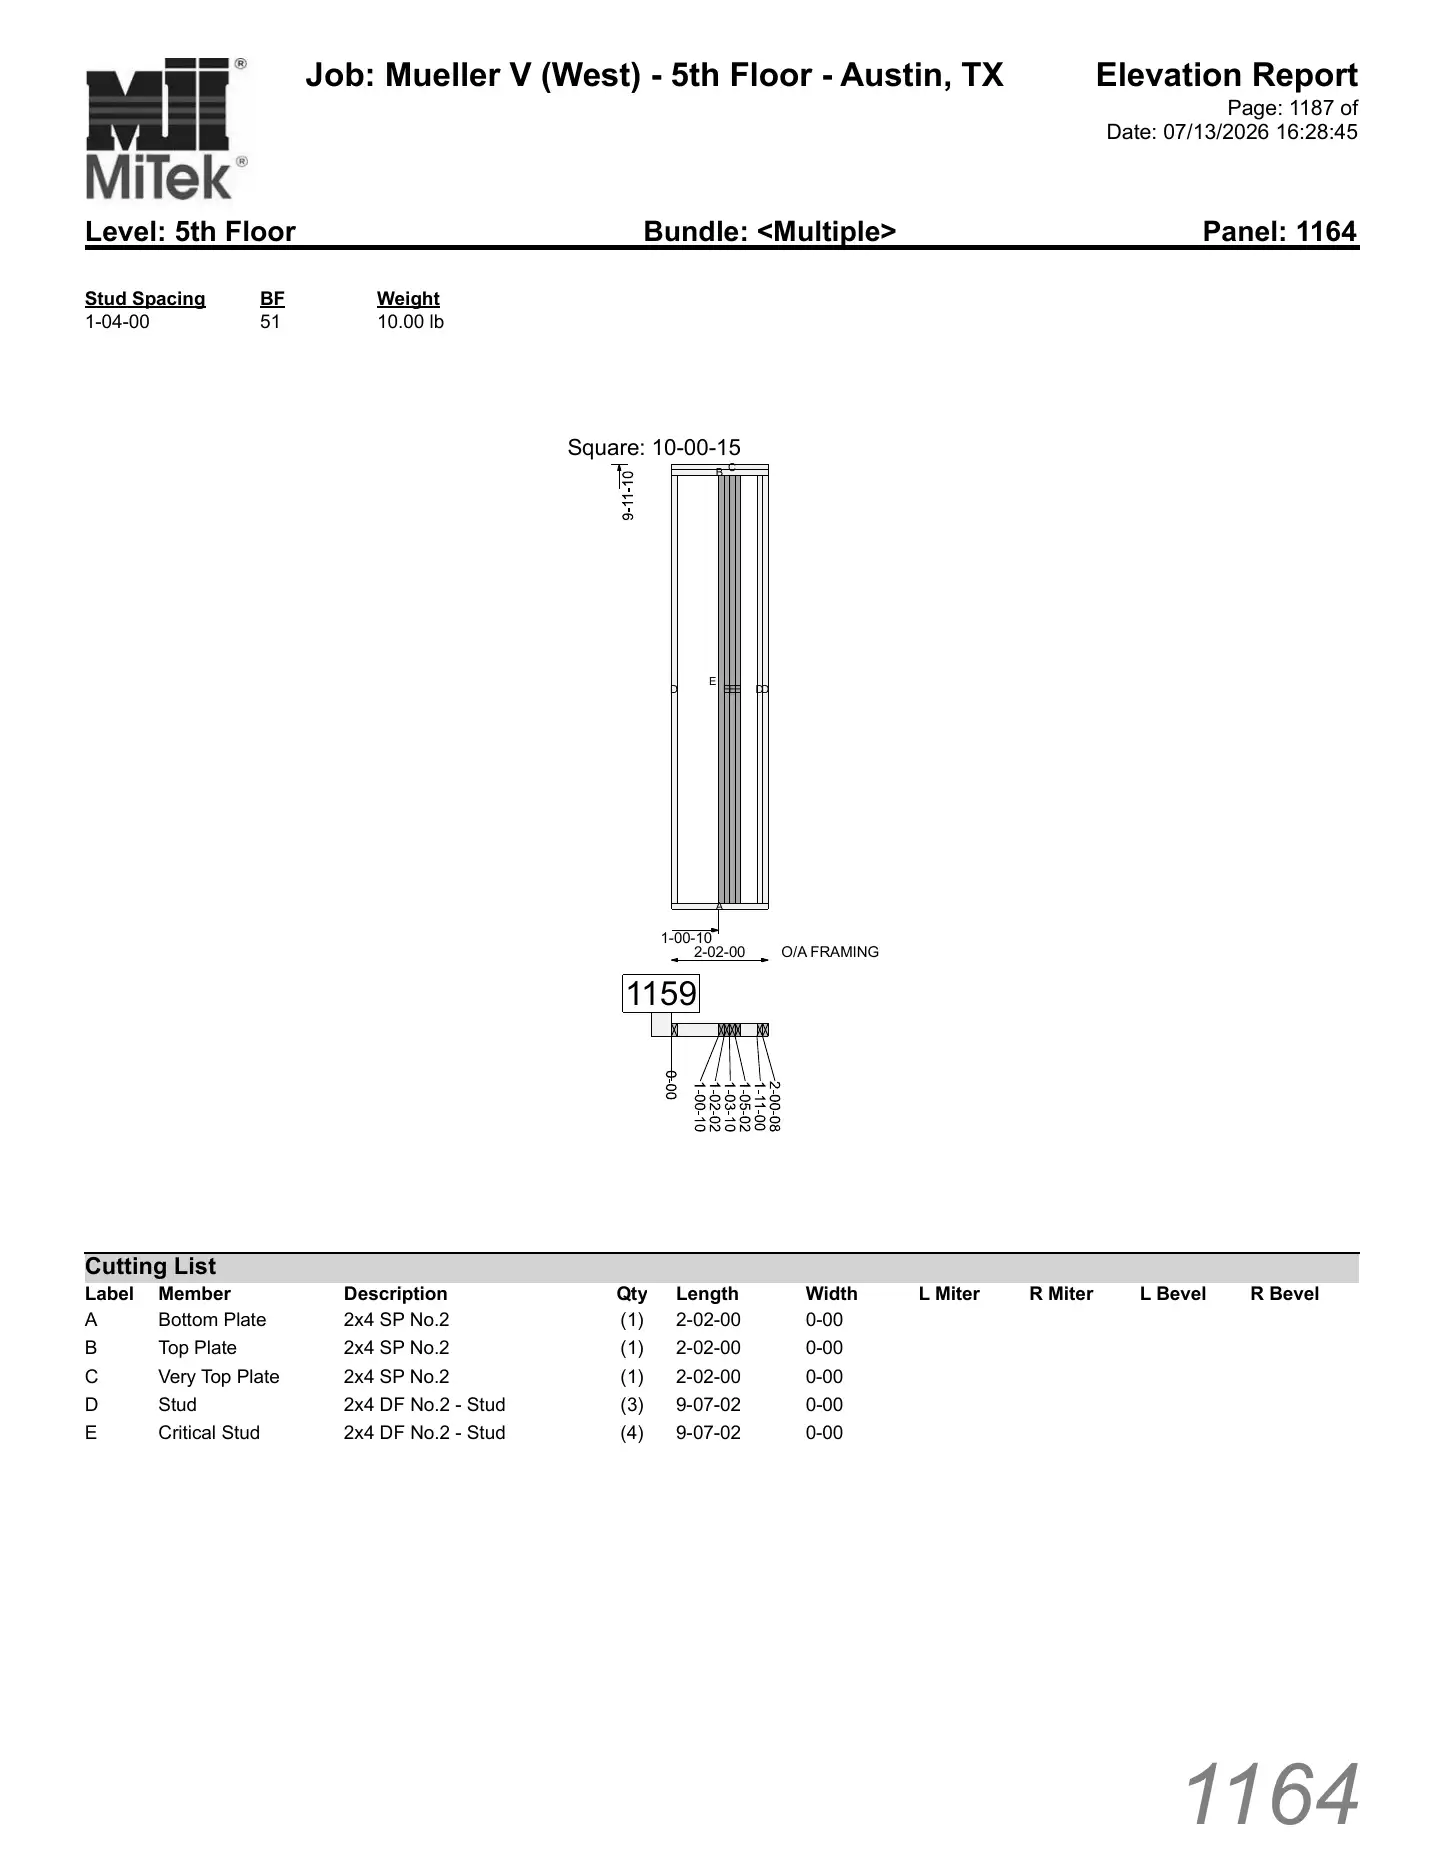 MiTek®
Job: Mueller V (West) - 5th Floor - Austin, TX
Elevation Report
Page: 1187 of
Date: 07/13/2026 16:28:45
Level: 5th Floor
Bundle: <Multiple>
Panel: 1164
Stud Spacing BF Weight
1-04-00 51 10.00 lb
Square: 10-00-15
9-11-10
C
B
E
D
D D
A
1-00-10
2-02-00 O/A FRAMING
1159
0-00
1-00-10
1-02-02
1-03-10
1-05-02
1-11-00
2-00-08
Cutting List
Label Member Description Qty Length Width L Miter R Miter L Bevel R Bevel
A Bottom Plate 2x4 SP No.2 (1) 2-02-00 0-00
B Top Plate 2x4 SP No.2 (1) 2-02-00 0-00
C Very Top Plate 2x4 SP No.2 (1) 2-02-00 0-00
D Stud 2x4 DF No.2 - Stud (3) 9-07-02 0-00
E Critical Stud 2x4 DF No.2 - Stud (4) 9-07-02 0-00
1164